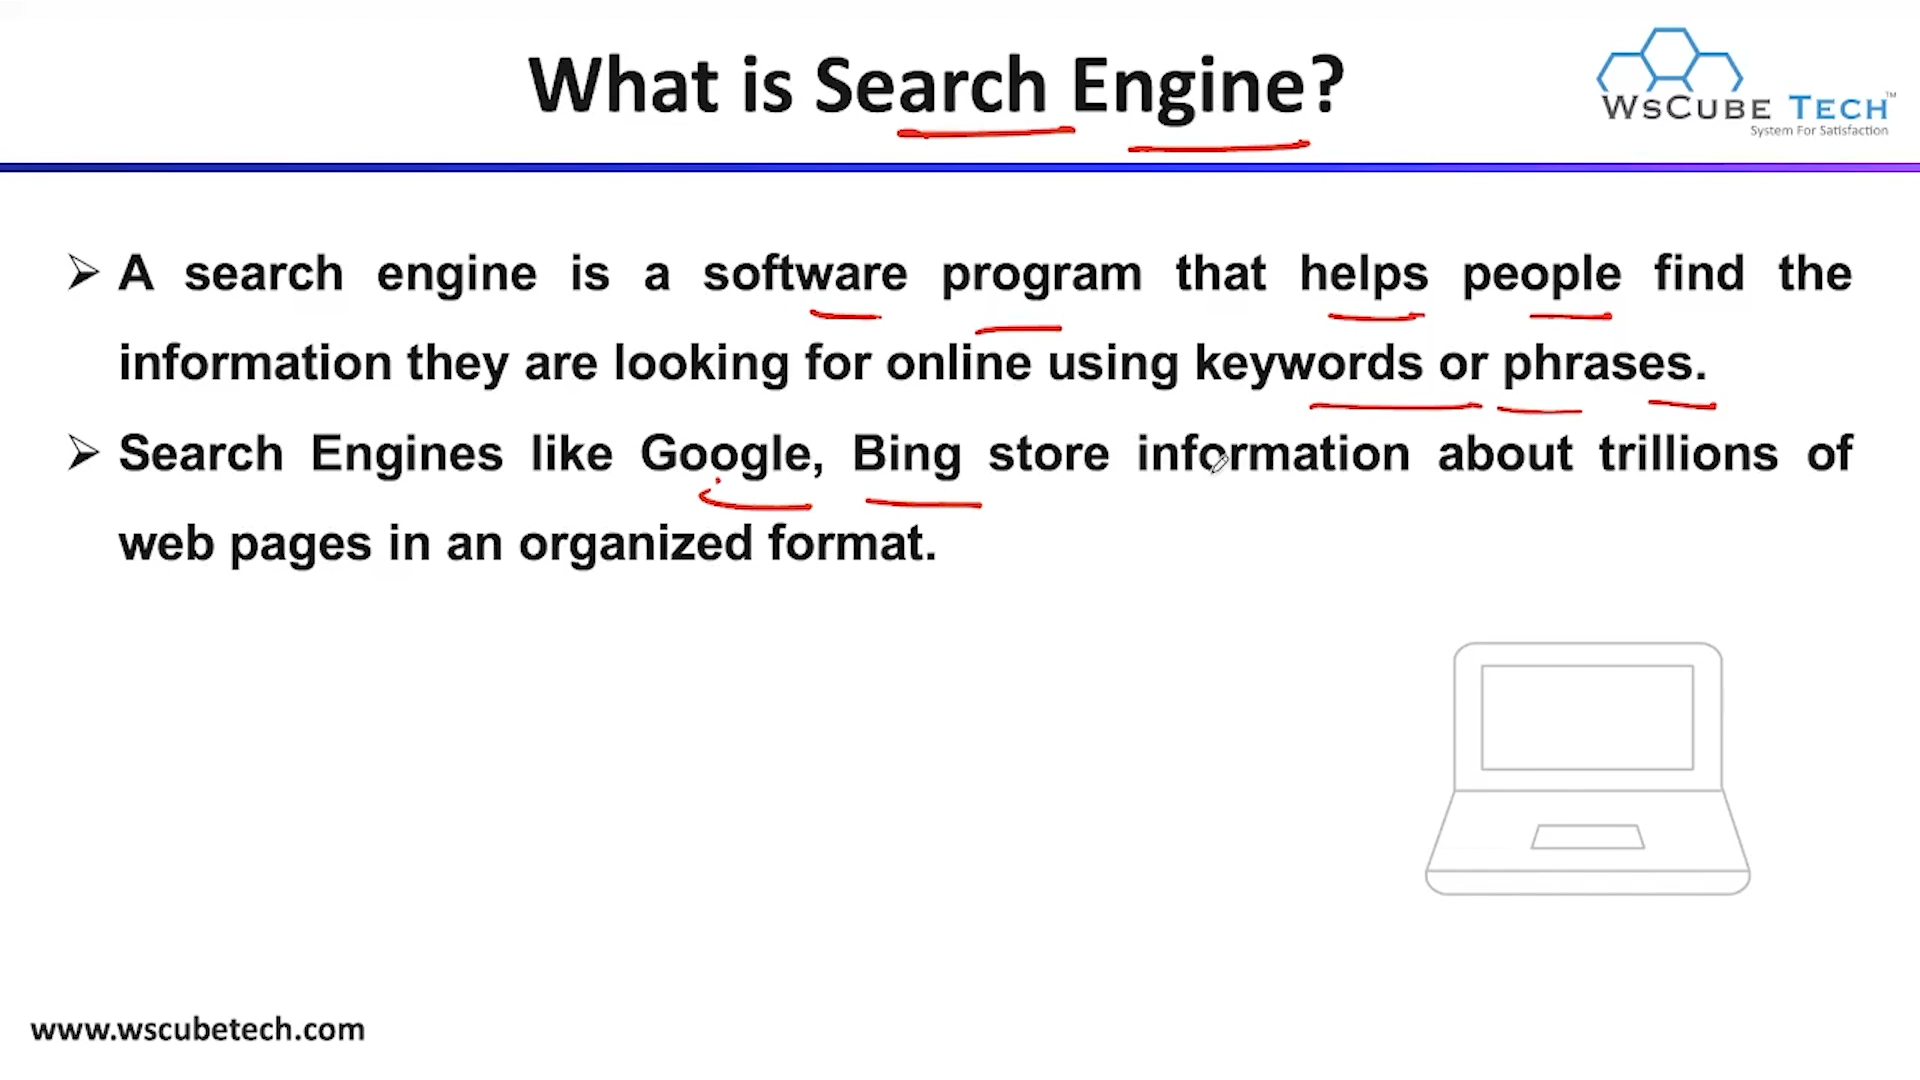 What is Search Engine?
WsCube Tech™
System For Satisfaction
A search engine is a software program that helps people find the
information they are looking for online using keywords or phrases.
Search Engines like Google, Bing store information about trillions of
web pages in an organized format.
www.wscubetech.com